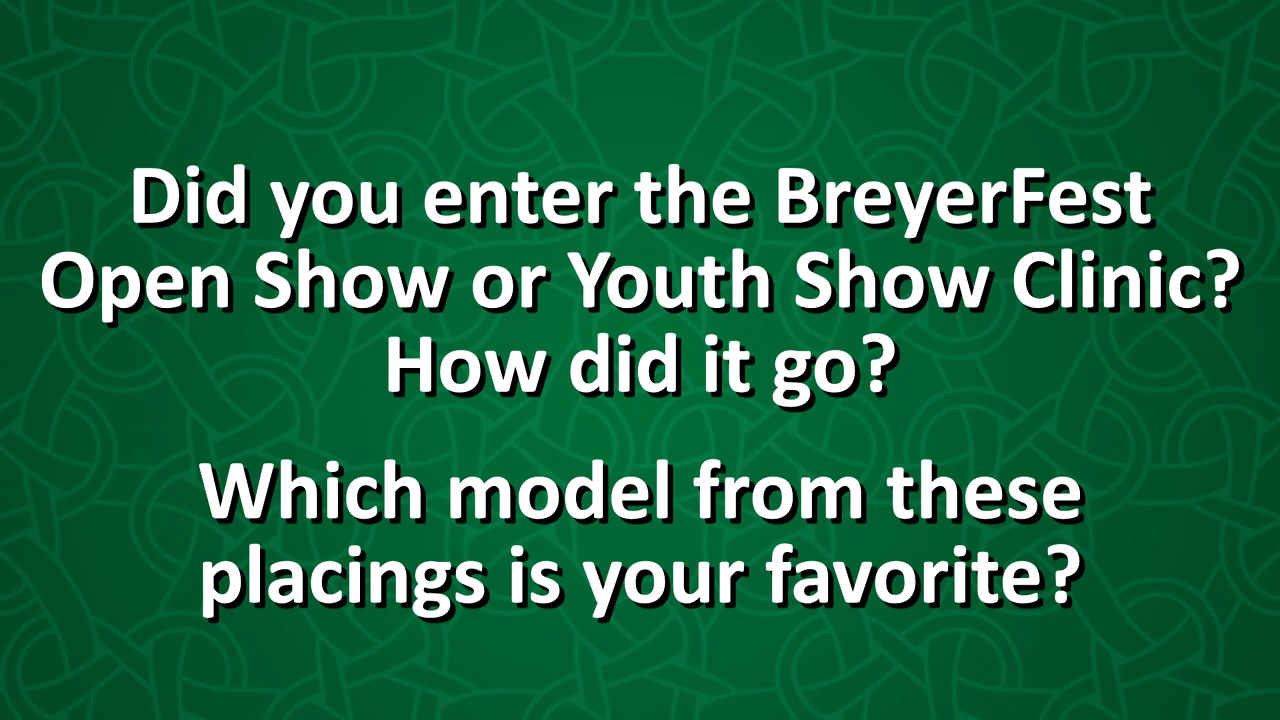 Did you enter the BreyerFest
Open Show or Youth Show Clinic?
How did it go?
Which model from these
placings is your favorite?